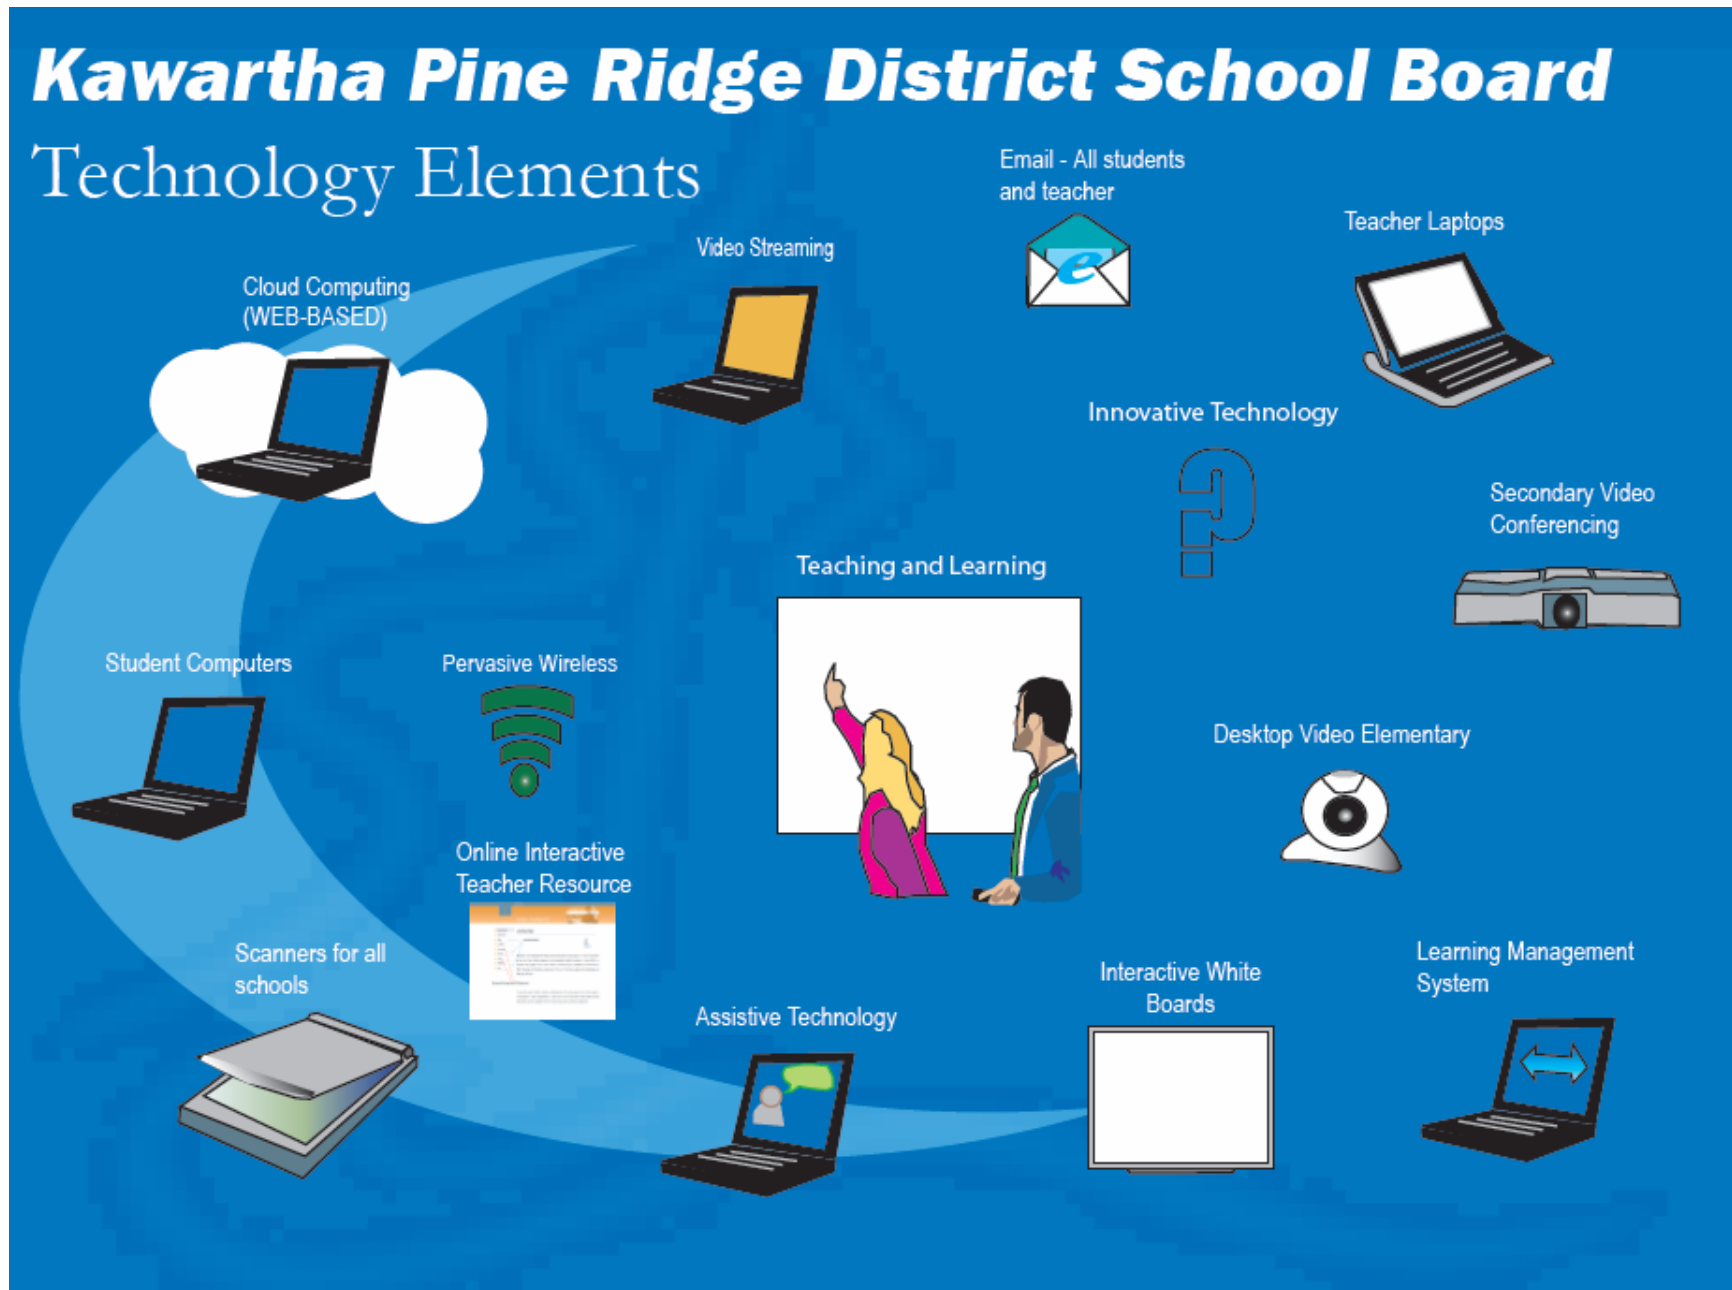 Kawartha Pine Ridge District School Board
Technology Elements
Email - All students
and teacher
Teacher Laptops
Video Streaming
Cloud Computing
(WEB-BASED)
Innovative Technology
?
Secondary Video
Conferencing
Teaching and Learning
Student Computers
Pervasive Wireless
Desktop Video Elementary
Online Interactive
Teacher Resource
Scanners for all
schools
Assistive Technology
Interactive White
Boards
Learning Management
System